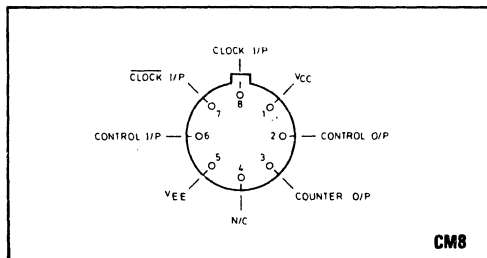 CLOCK I/P
CLOCK I/P
VCC
8
7
1
CONTROL I/P
6
2
CONTROL O/P
5
4
3
VEE
COUNTER O/P
N/C
CM8